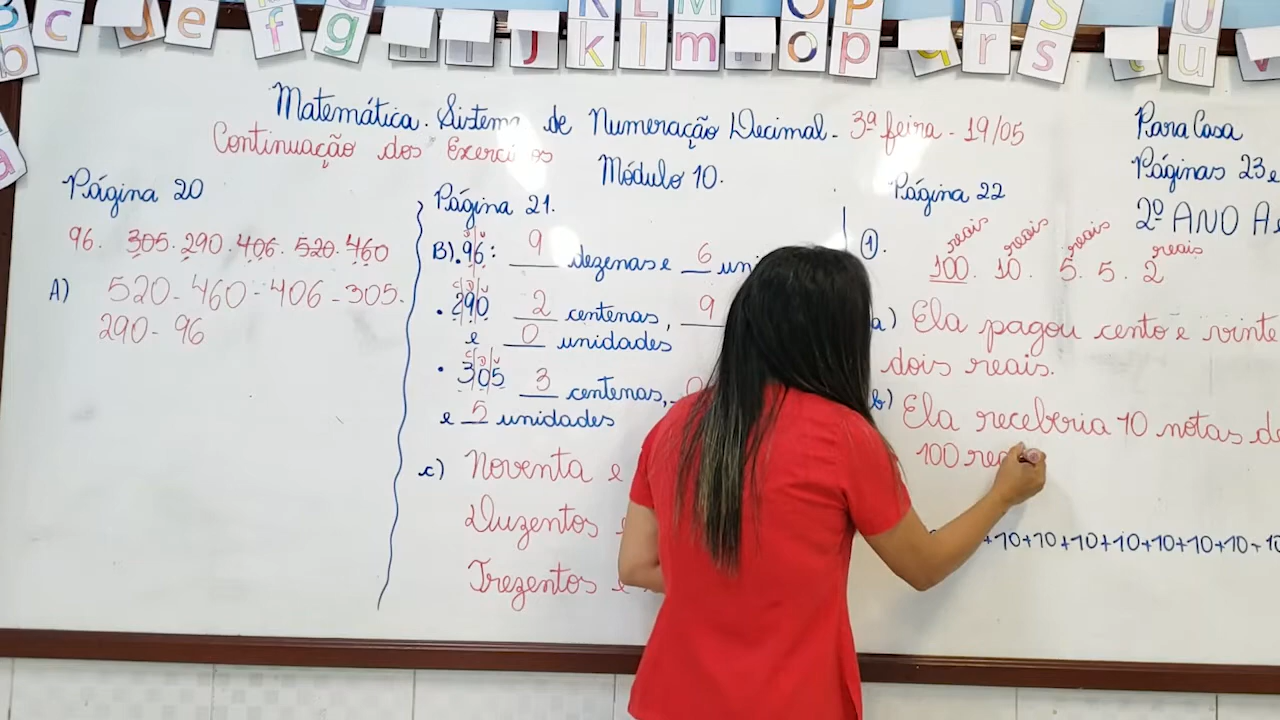 Matemática. Sistema de Numeração Decimal - 3ª feira - 19/05
Continuação dos Exercícios
Módulo 10.
Página 20
96. 305. 290. 406. 520. 460
A) 520 - 460 - 406 - 305.
290 - 96
Página 21.
D U
B). 96: 9 dezenas e 6
C D U
. 290 2 centenas, 9
e 0 unidades
C D U
. 305 3 centenas,
e 5 unidades
c) Noventa e
Duzentos e
Trezentos e
Página 22
1).
reais reais reais reais
100. 10. 5. 5. 2
a) Ela pagou cento e vinte
dois reais.
b) Ela receberia 10 notas de
100
+10+10+10+10+10+10+10+10
Para Casa
Páginas 23 e
2º ANO A
b c d e f g j K L M k l m O P o p R r S s U u